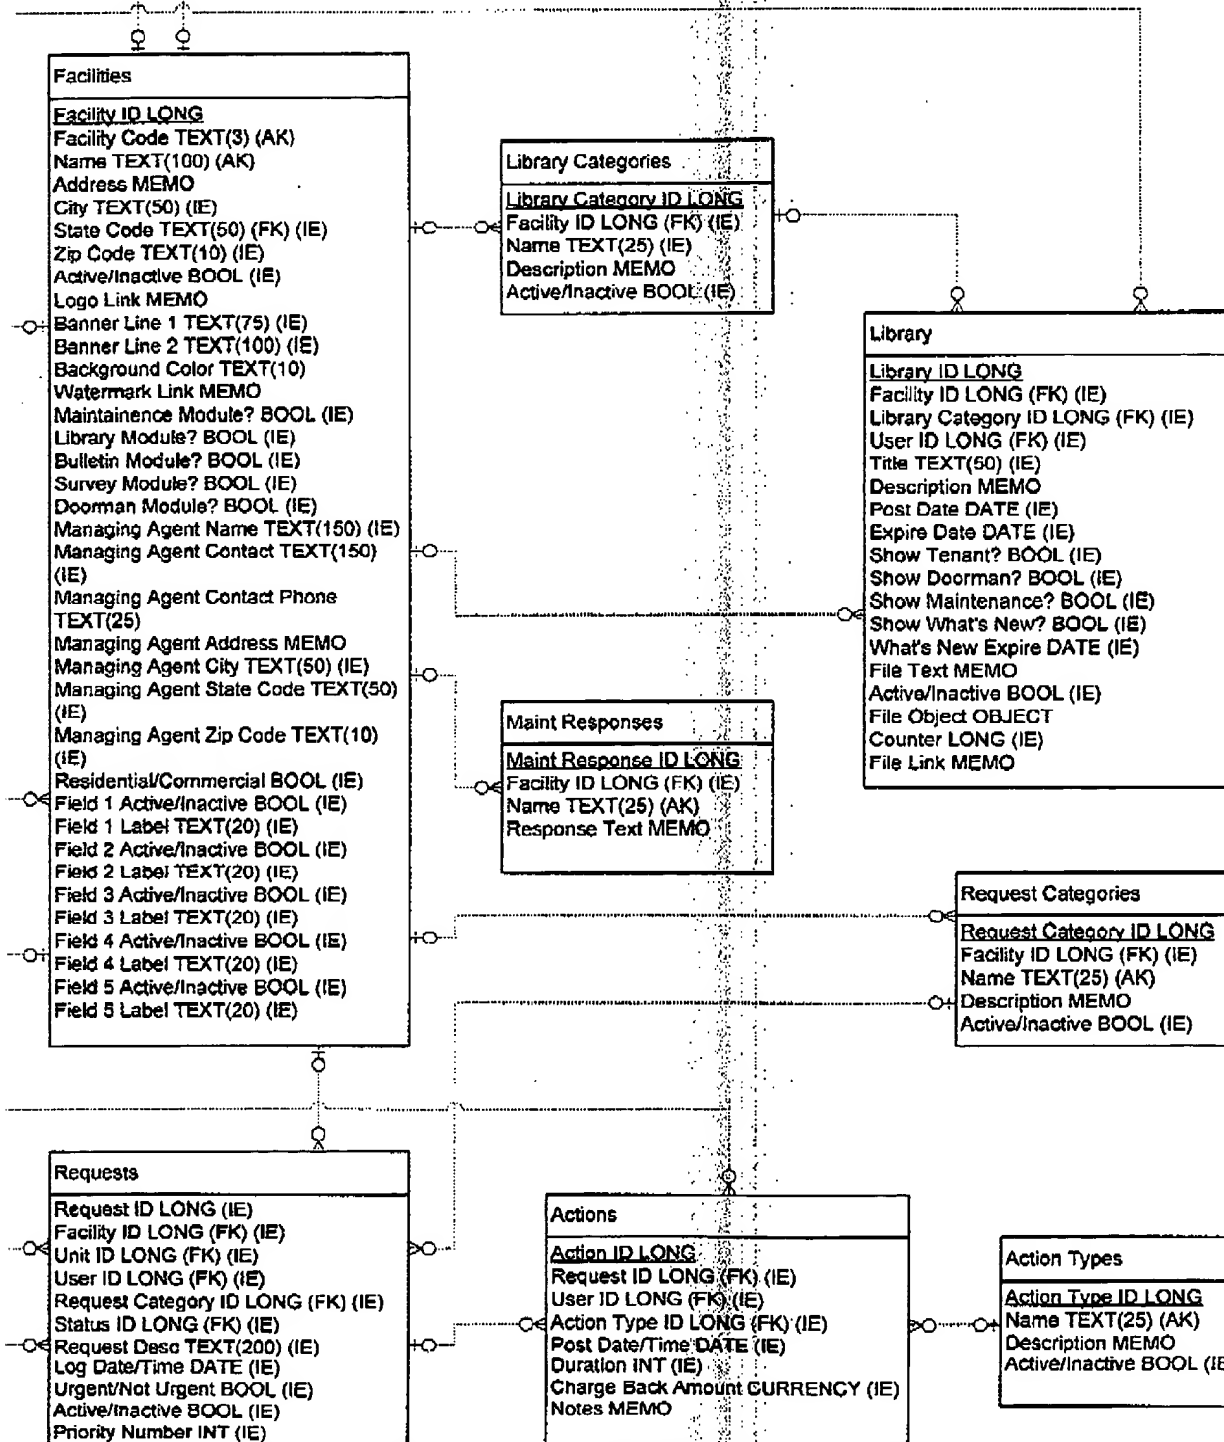 Facilities
Facility ID LONG
Facility Code TEXT(3) (AK)
Name TEXT(100) (AK)
Address MEMO
City TEXT(50) (IE)
State Code TEXT(50) (FK) (IE)
Zip Code TEXT(10) (IE)
Active/Inactive BOOL (IE)
Logo Link MEMO
Banner Line 1 TEXT(75) (IE)
Banner Line 2 TEXT(100) (IE)
Background Color TEXT(10)
Watermark Link MEMO
Maintainence Module? BOOL (IE)
Library Module? BOOL (IE)
Bulletin Module? BOOL (IE)
Survey Module? BOOL (IE)
Doorman Module? BOOL (IE)
Managing Agent Name TEXT(150) (IE)
Managing Agent Contact TEXT(150)
(IE)
Managing Agent Contact Phone
TEXT(25)
Managing Agent Address MEMO
Managing Agent City TEXT(50) (IE)
Managing Agent State Code TEXT(50)
(IE)
Managing Agent Zip Code TEXT(10)
(IE)
Residential/Commercial BOOL (IE)
Field 1 Active/Inactive BOOL (IE)
Field 1 Label TEXT(20) (IE)
Field 2 Active/Inactive BOOL (IE)
Field 2 Label TEXT(20) (IE)
Field 3 Active/Inactive BOOL (IE)
Field 3 Label TEXT(20) (IE)
Field 4 Active/Inactive BOOL (IE)
Field 4 Label TEXT(20) (IE)
Field 5 Active/Inactive BOOL (IE)
Field 5 Label TEXT(20) (IE)
Library Categories
Library Category ID LONG
Facility ID LONG (FK) (IE)
Name TEXT(25) (IE)
Description MEMO
Active/Inactive BOOL (IE)
Library
Library ID LONG
Facility ID LONG (FK) (IE)
Library Category ID LONG (FK) (IE)
User ID LONG (FK) (IE)
Title TEXT(50) (IE)
Description MEMO
Post Date DATE (IE)
Expire Date DATE (IE)
Show Tenant? BOOL (IE)
Show Doorman? BOOL (IE)
Show Maintenance? BOOL (IE)
Show What's New? BOOL (IE)
What's New Expire DATE (IE)
File Text MEMO
Active/Inactive BOOL (IE)
File Object OBJECT
Counter LONG (IE)
File Link MEMO
Maint Responses
Maint Response ID LONG
Facility ID LONG (FK) (IE)
Name TEXT(25) (AK)
Response Text MEMO
Request Categories
Request Category ID LONG
Facility ID LONG (FK) (IE)
Name TEXT(25) (AK)
Description MEMO
Active/Inactive BOOL (IE)
Requests
Request ID LONG (IE)
Facility ID LONG (FK) (IE)
Unit ID LONG (FK) (IE)
User ID LONG (FK) (IE)
Request Category ID LONG (FK) (IE)
Status ID LONG (FK) (IE)
Request Desc TEXT(200) (IE)
Log Date/Time DATE (IE)
Urgent/Not Urgent BOOL (IE)
Active/Inactive BOOL (IE)
Priority Number INT (IE)
Actions
Action ID LONG
Request ID LONG (FK) (IE)
User ID LONG (FK) (IE)
Action Type ID LONG (FK) (IE)
Post Date/Time DATE (IE)
Duration INT (IE)
Charge Back Amount CURRENCY (IE)
Notes MEMO
Action Types
Action Type ID LONG
Name TEXT(25) (AK)
Description MEMO
Active/Inactive BOOL (IE